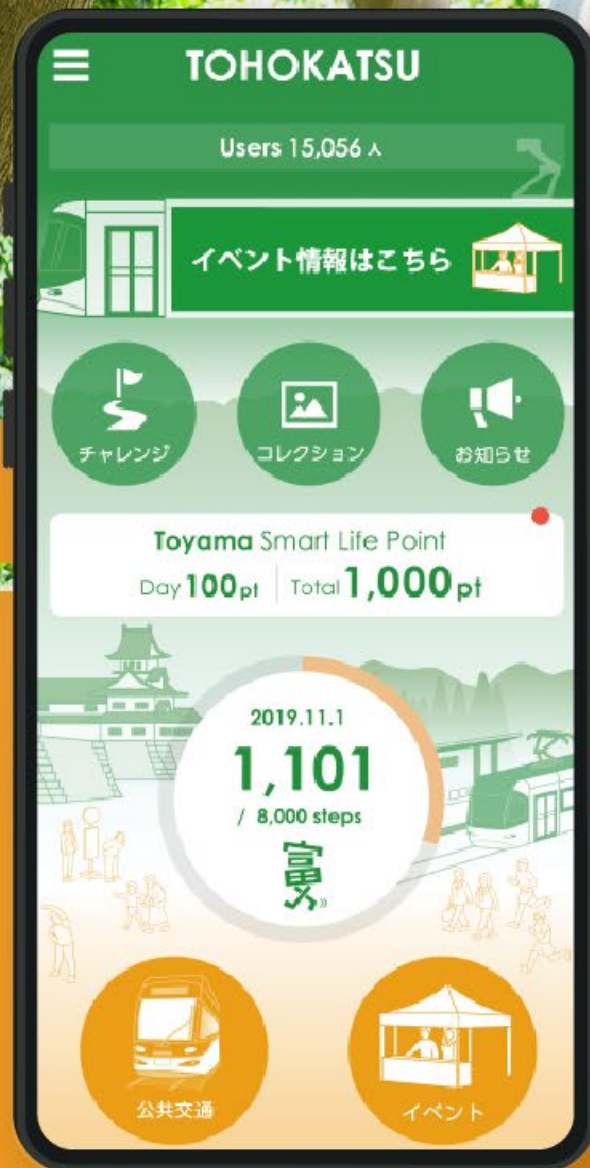 TOHOKATSU
Users 15,056 人
イベント情報はこちら
チャレンジ
コレクション
お知らせ
Toyama Smart Life Point
Day 100pt
Total 1,000pt
2019.11.1
1,101
/ 8,000 steps
公共交通
イベント